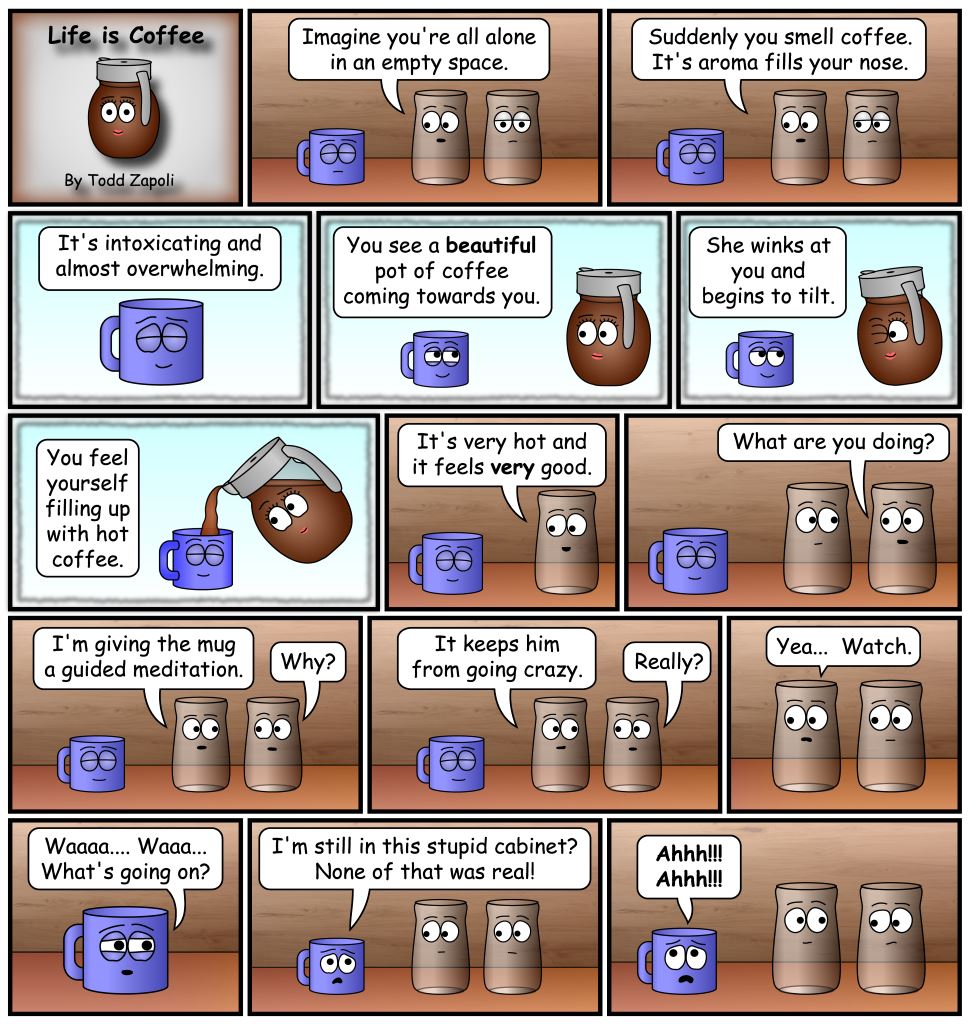 Life is Coffee
By Todd Zapoli
Imagine you're all alone
in an empty space.
Suddenly you smell coffee.
It's aroma fills your nose.
It's intoxicating and
almost overwhelming.
You see a beautiful
pot of coffee
coming towards you.
She winks at
you and
begins to tilt.
You feel
yourself
filling up
with hot
coffee.
It's very hot and
it feels very good.
What are you doing?
I'm giving the mug
a guided meditation.
Why?
It keeps him
from going crazy.
Really?
Yea... Watch.
Waaaa.... Waaa...
What's going on?
I'm still in this stupid cabinet?
None of that was real!
Ahhh!!!
Ahhh!!!